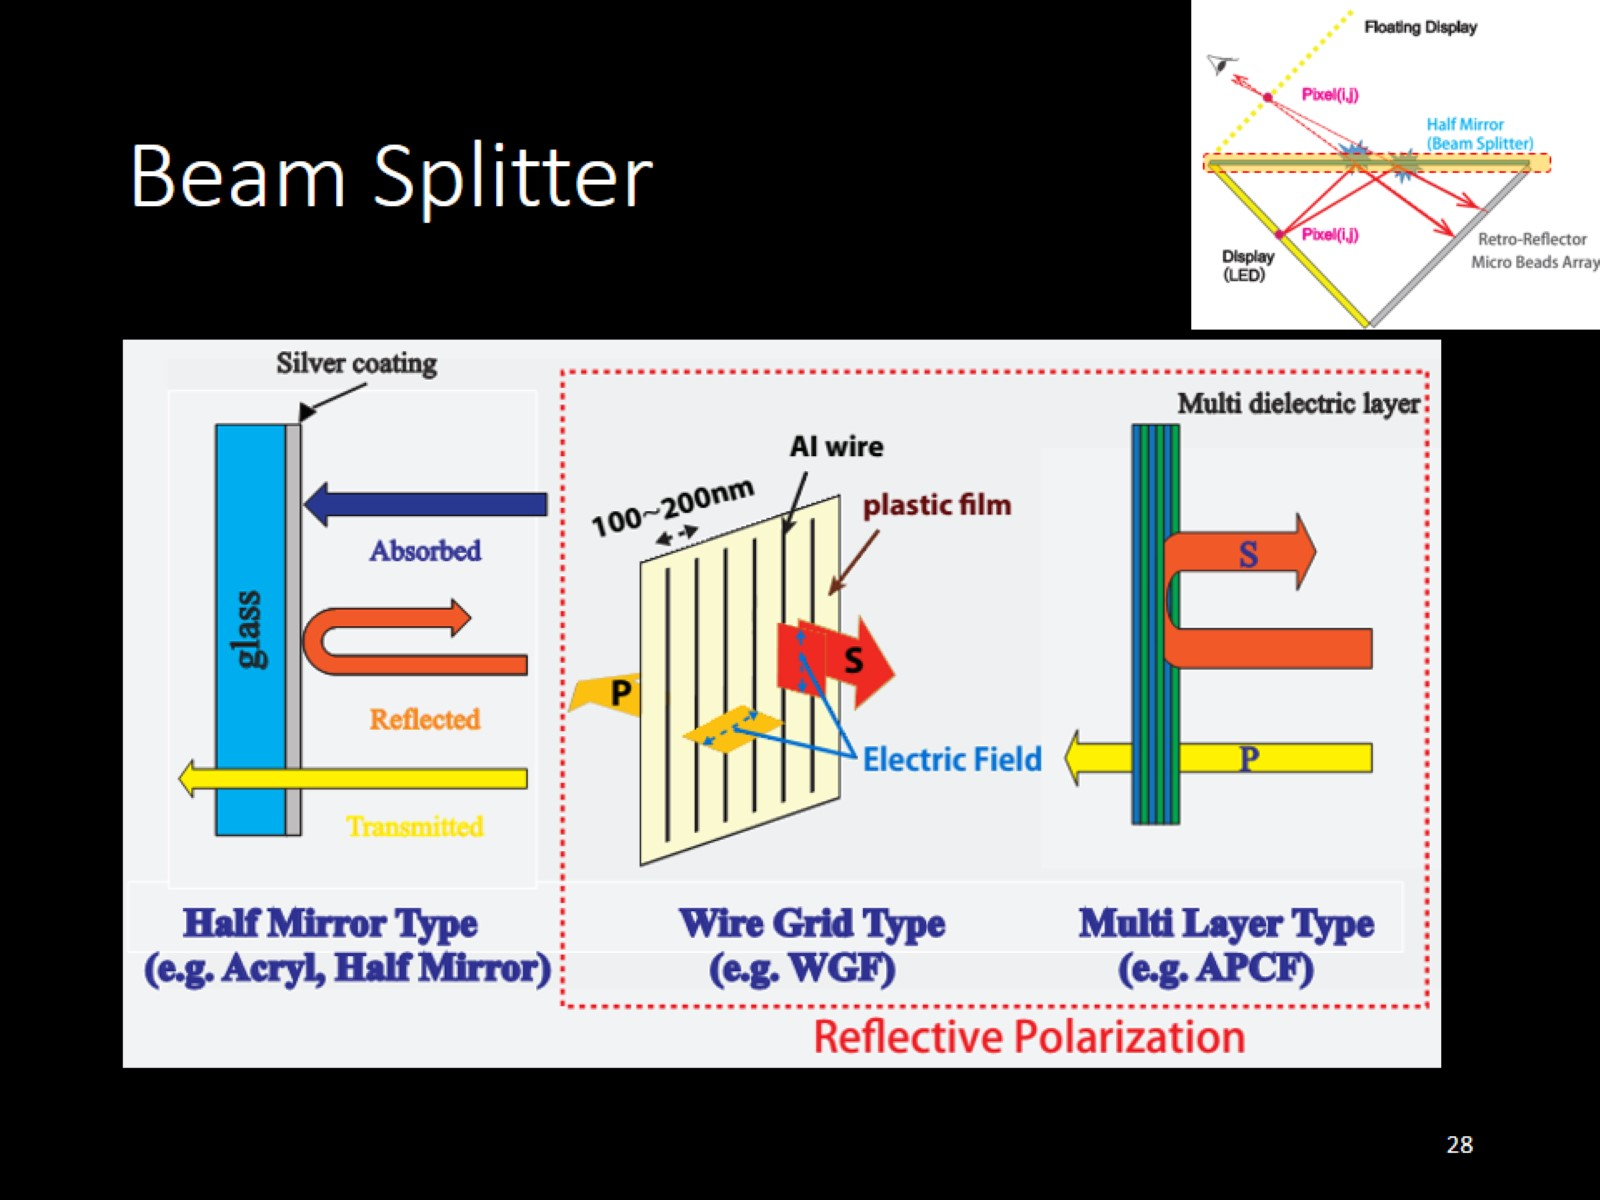 Beam Splitter
Floating Display
Pixel(i,j)
Half Mirror
(Beam Splitter)
Pixel(i,j)
Display
(LED)
Retro-Reflector
Micro Beads Array
Silver coating
glass
Absorbed
Reflected
Transmitted
Half Mirror Type
(e.g. Acryl, Half Mirror)
100~200nm
Al wire
plastic film
P
S
Electric Field
Wire Grid Type
(e.g. WGF)
Multi dielectric layer
S
P
Multi Layer Type
(e.g. APCF)
Reflective Polarization
28